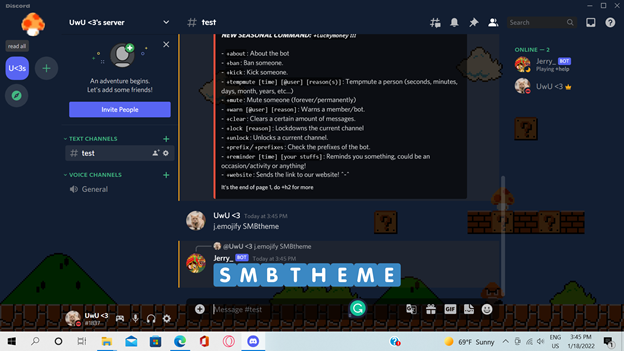 Discord
UwU <3's server
# test
Search
read all
U<3s
An adventure begins.
Let's add some friends!
Invite People
TEXT CHANNELS
# test
VOICE CHANNELS
General
NEW SEASONAL COMMAND: +luckymoney !!!
- +about: About the bot
- +ban: Ban someone.
- +kick: Kick someone.
- +tempmute [time] [@user] [reason(s)]: Tempmute a person (seconds, minutes,
days, month, years, etc...)
- +mute: Mute someone (forever/permanently)
- +warn [@user] [reason]: Warns a member/bot.
- +clear: Clears a certain amount of messages.
- +lock [reason]: Lockdowns the current channel
- +unlock: Unlocks a current channel.
- +prefix/+prefixes: Check the prefixes of the bot.
- +reminder [time] [your stuffs]: Reminds you something, could be an
occasion/activity or anything!
- +website: Sends the link to our website! ^-^
It's the end of page 1, do +h2 for more
UwU <3 Today at 3:45 PM
j.emojify SMBtheme
@UwU <3 j.emojify SMBtheme
Jerry_ BOT Today at 3:45 PM
S M B T H E M E
Message #test
GIF
ONLINE — 2
Jerry_ BOT
Playing +help
UwU <3
UwU <3
69°F Sunny
ENG
US
3:45 PM
1/18/2022